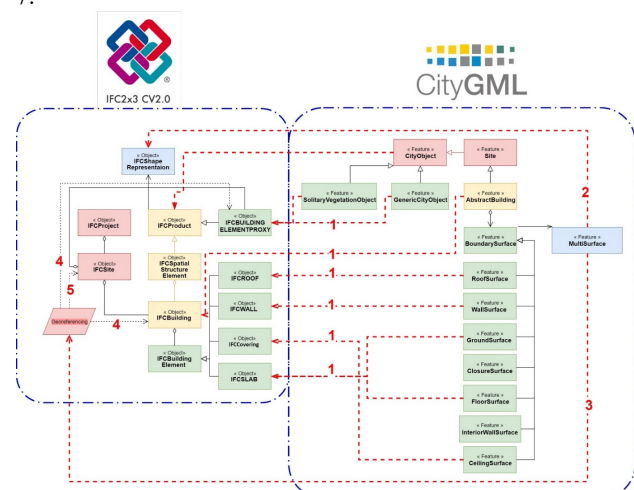 7.
IFC2x3 CV2.0
®
CityGML
« Object»
IFCShape
Representaion
« Feature »
CityObject
« Feature »
Site
« Feature »
SolitaryVegetationObject
« Feature »
GenericCityObject
« Feature »
AbstractBuilding
2
« Object»
IFCProject
« Object»
IFCProduct
« Object»
IFCBUILDING
ELEMENTPROXY
1
« Feature »
BoundarySurface
« Feature »
MultiSurface
4
« Object»
IFCSite
« Object»
IFCSpatial
Structure
Element
1
5
« Object»
IFCROOF
1
« Feature »
RoofSurface
Georeferencing
4
« Object»
IFCBuilding
« Object»
IFCWALL
1
« Feature »
WallSurface
« Object»
IFCBuilding
Element
« Object»
IFCCovering
1
« Feature »
GroundSurface
« Object»
IFCSLAB
1
« Feature »
ClosureSurface
« Feature »
FloorSurface
3
« Feature »
InteriorWallSurface
« Feature »
CeilingSurface